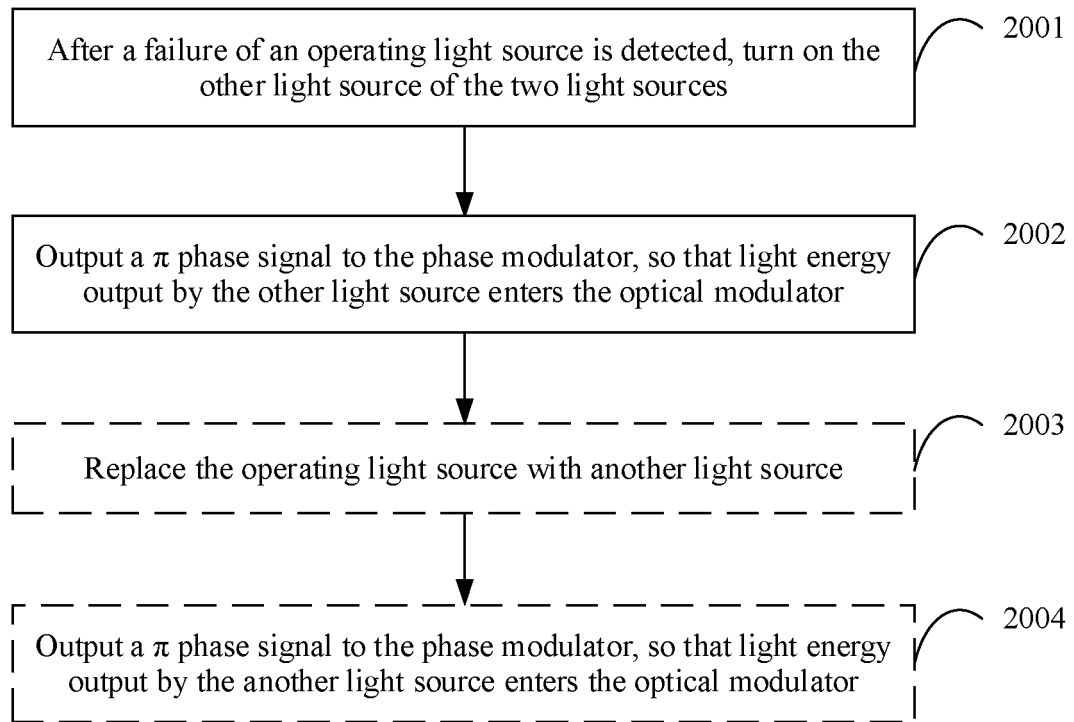 After a failure of an operating light source is detected, turn on the
other light source of the two light sources
2001
Output a π phase signal to the phase modulator, so that light energy
output by the other light source enters the optical modulator
2002
Replace the operating light source with another light source
2003
Output a π phase signal to the phase modulator, so that light energy
output by the another light source enters the optical modulator
2004